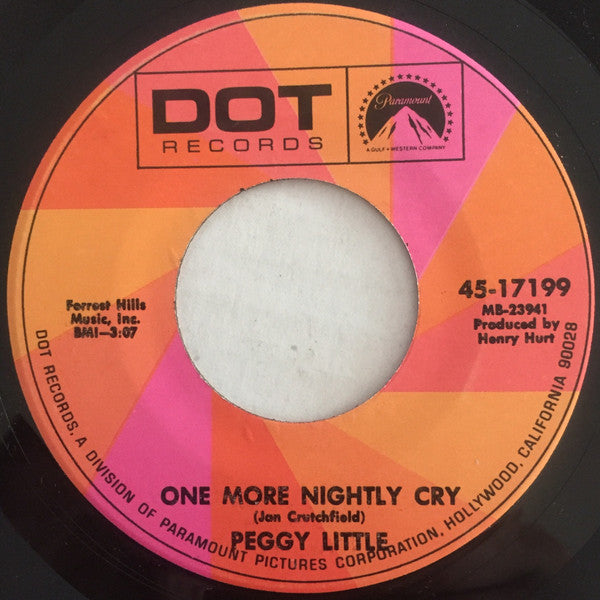 DOT
RECORDS
Paramount
A GULF + WESTERN COMPANY
45-17199
MB-23941
Produced by
Henry Hurt
Forrest Hills
Music, Inc.
BMI—3:07
ONE MORE NIGHTLY CRY
(Jan Crutchfield)
PEGGY LITTLE
DOT RECORDS, A DIVISION OF PARAMOUNT PICTURES CORPORATION, HOLLYWOOD, CALIFORNIA 90028